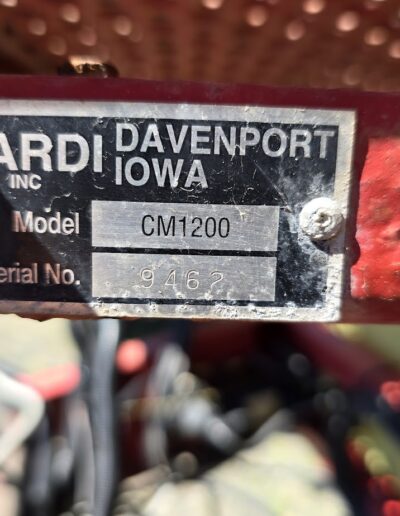 ARDI DAVENPORT
INC IOWA
Model CM1200
erial No. 9462